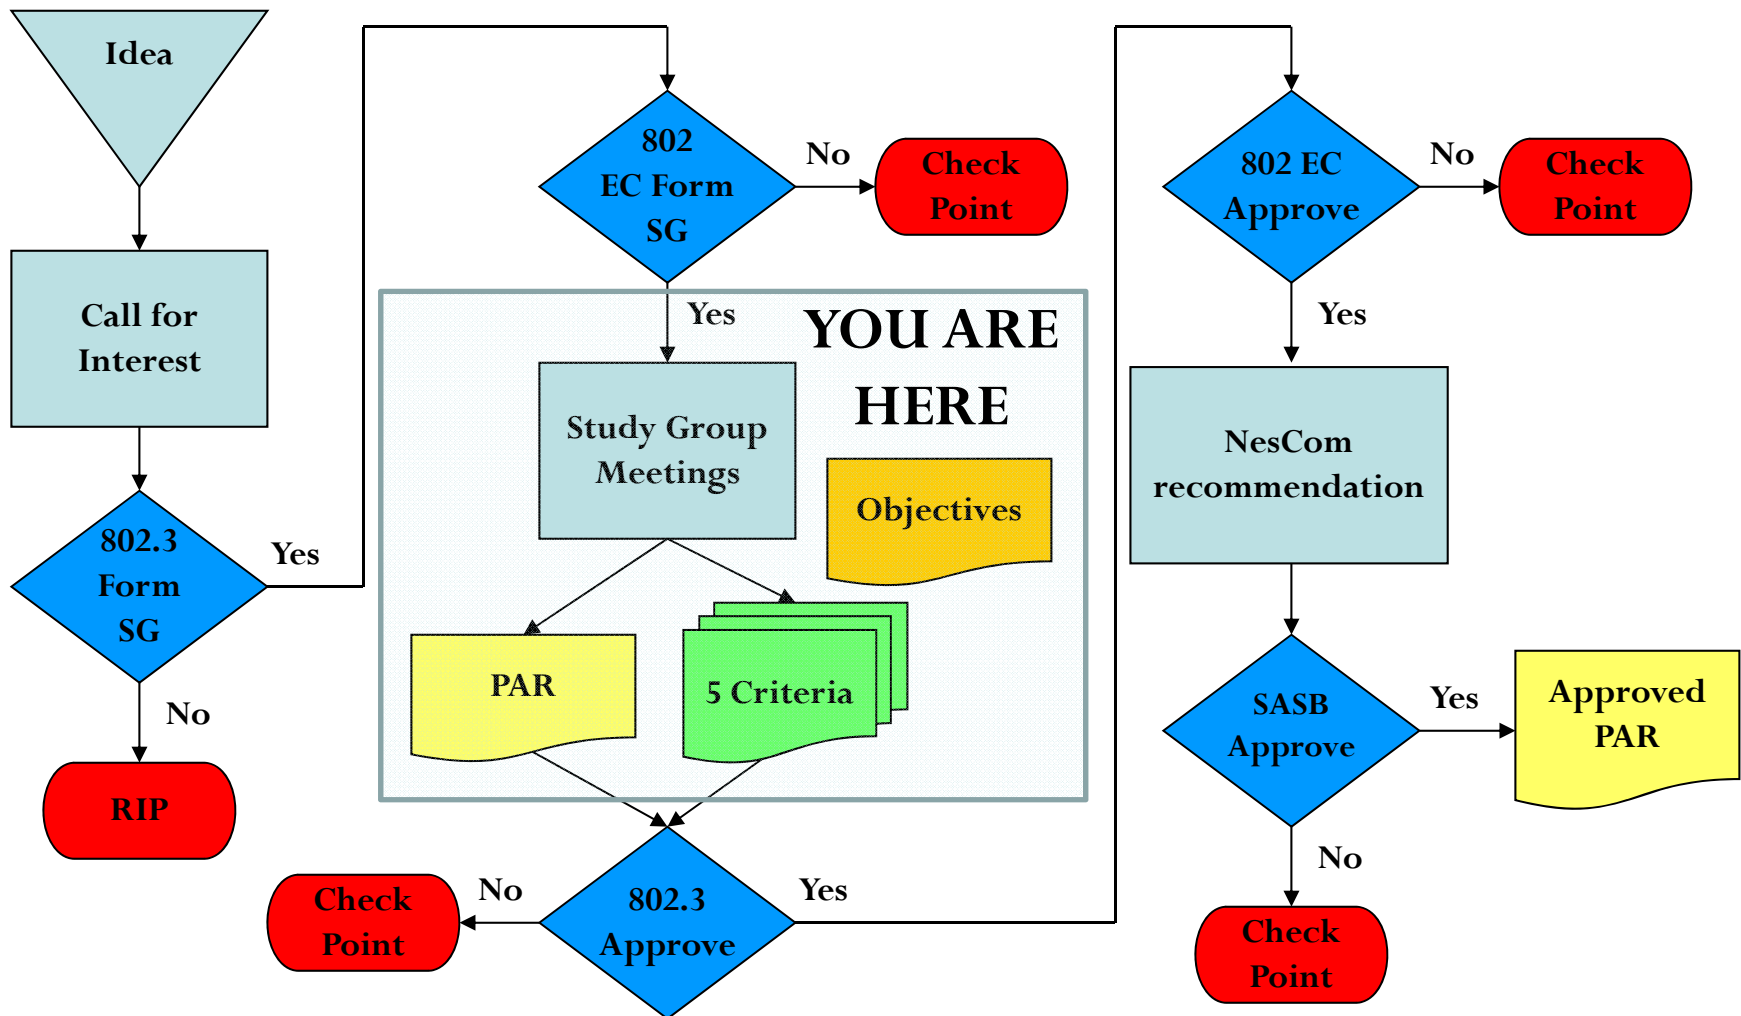 Idea
Call for
Interest
802.3
Form
SG
Yes
No
RIP
802
EC Form
SG
No
Check
Point
Yes
YOU ARE
HERE
Study Group
Meetings
Objectives
PAR
5 Criteria
802.3
Approve
No
Check
Point
Yes
802 EC
Approve
No
Check
Point
Yes
NesCom
recommendation
SASB
Approve
Yes
Approved
PAR
No
Check
Point